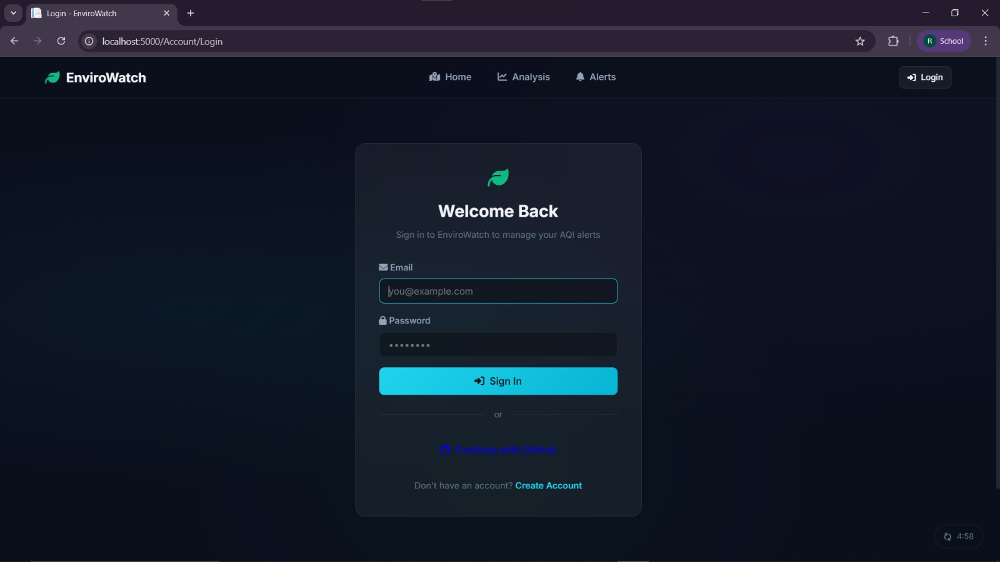 Login - EnviroWatch
localhost:5000/Account/Login
R School
EnviroWatch
Home
Analysis
Alerts
Login
Welcome Back
Sign in to EnviroWatch to manage your AQI alerts
Email
you@example.com
Password
••••••••
Sign In
or
Continue with GitHub
Don't have an account? Create Account
4:58